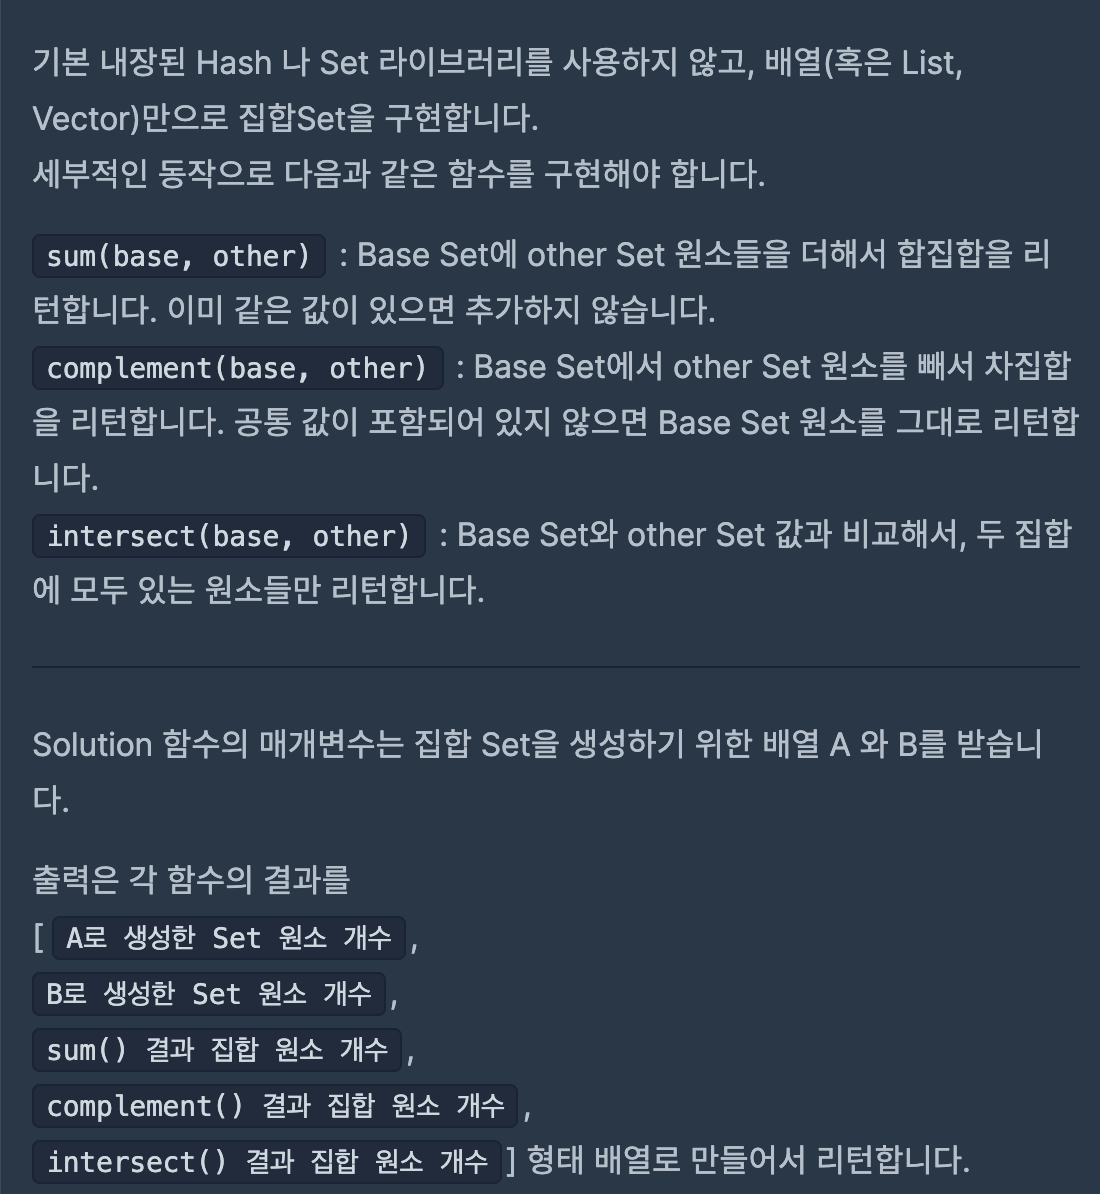 기본 내장된 Hash 나 Set 라이브러리를 사용하지 않고, 배열(혹은 List,
Vector)만으로 집합Set을 구현합니다.
세부적인 동작으로 다음과 같은 함수를 구현해야 합니다.
sum(base, other) : Base Set에 other Set 원소들을 더해서 합집합을 리
턴합니다. 이미 같은 값이 있으면 추가하지 않습니다.
complement(base, other) : Base Set에서 other Set 원소를 빼서 차집합
을 리턴합니다. 공통 값이 포함되어 있지 않으면 Base Set 원소를 그대로 리턴합
니다.
intersect(base, other) : Base Set와 other Set 값과 비교해서, 두 집합
에 모두 있는 원소들만 리턴합니다.
Solution 함수의 매개변수는 집합 Set을 생성하기 위한 배열 A 와 B를 받습니
다.
출력은 각 함수의 결과를
[ A로 생성한 Set 원소 개수 ,
B로 생성한 Set 원소 개수 ,
sum() 결과 집합 원소 개수 ,
complement() 결과 집합 원소 개수 ,
intersect() 결과 집합 원소 개수 ] 형태 배열로 만들어서 리턴합니다.